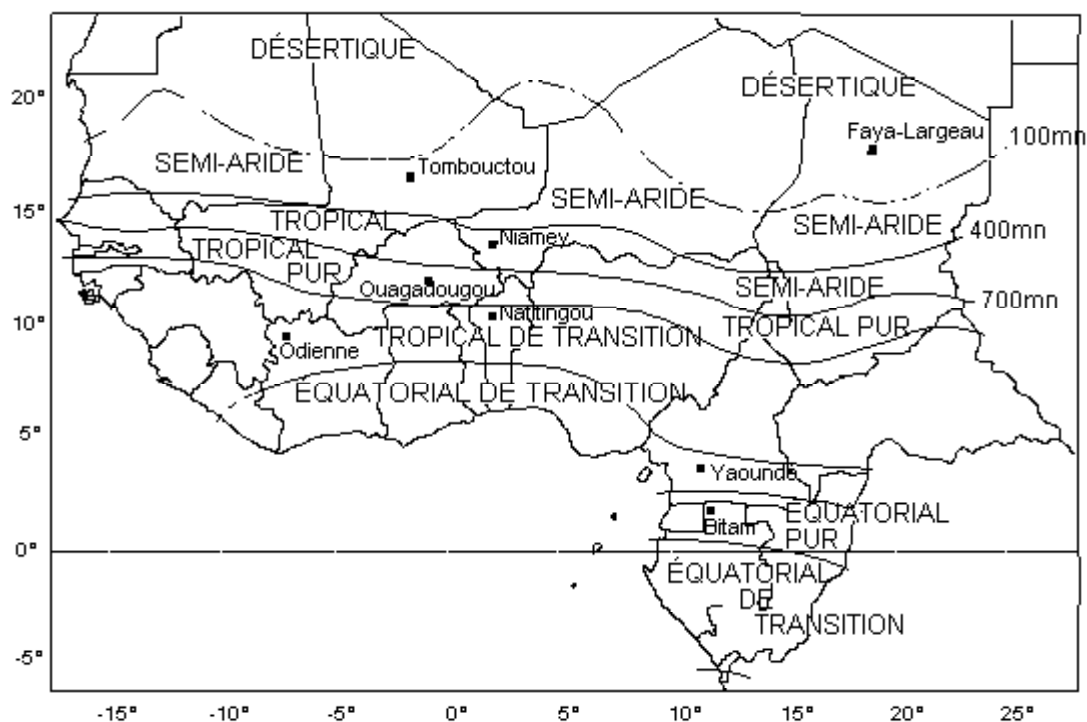 DÉSERTIQUE
DÉSERTIQUE
20°
Faya-Largeau
100mn
SEMI-ARIDE
Tombouctou
SEMI-ARIDE
15°
TROPICAL
SEMI-ARIDE
400mn
Niamey
TROPICAL
PUR
SEMI-ARIDE
Ouagadougou
700mn
10°
Natitingou
TROPICAL PUR
TROPICAL DE TRANSITION
Odienne
ÉQUATORIAL DE TRANSITION
5°
Yaounde
EQUATORIAL
PUR
Bitam
0°
ÉQUATORIAL
DE
TRANSITION
-5°
-15° -10° -5° 0° 5° 10° 15° 20° 25°